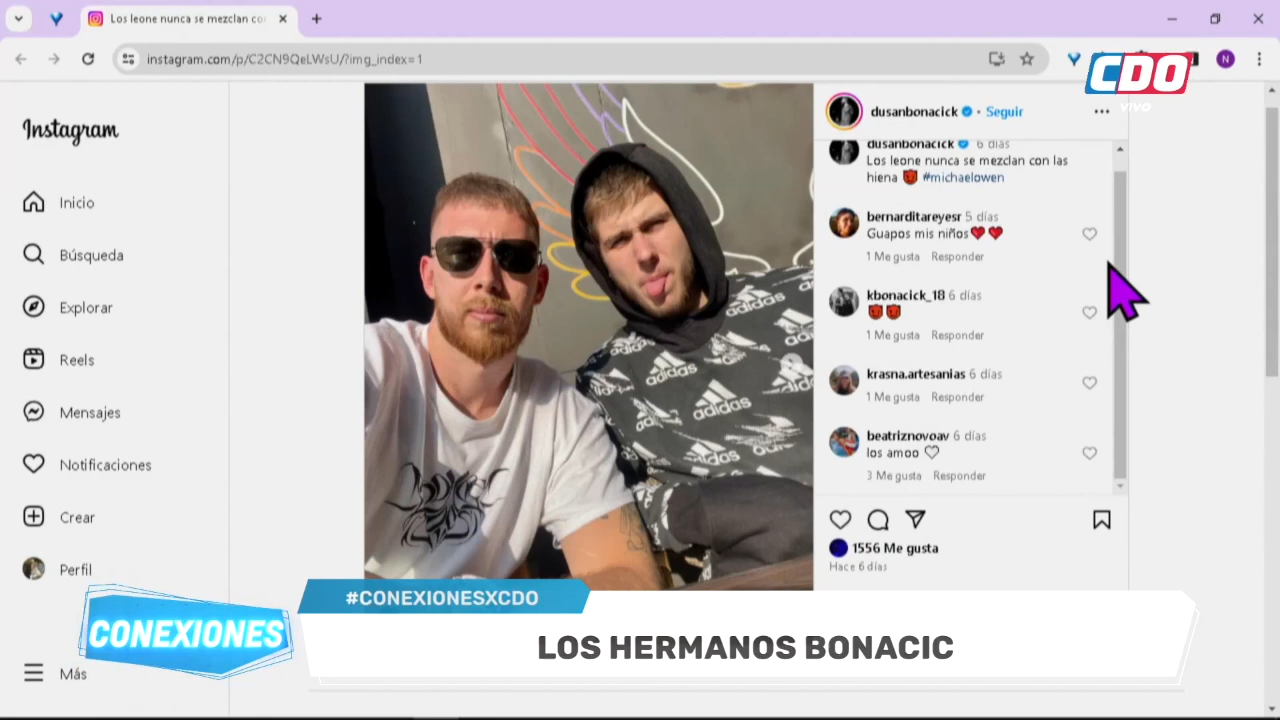 Los leone nunca se mezclan co
instagram.com/p/C2CN9QeLWsU/?img_index=1
N
CDO
VIVO
Instagram
Inicio
Búsqueda
Explorar
Reels
Mensajes
Notificaciones
Crear
Perfil
Más
adidas
adidas
adidas
adidas
dusanbonacick • Seguir
dusanbonacick 6 días
Los leone nunca se mezclan con las
hiena 👿 #michaelowen
bernarditareyesr 5 días
Guapos mis niños❤️❤️
1 Me gusta Responder
kbonacick_18 6 días
👿👿
1 Me gusta Responder
krasna.artesanias 6 días
1 Me gusta Responder
beatriznovoav 6 días
los amoo 🤍
3 Me gusta Responder
1556 Me gusta
Hace 6 días
#CONEXIONESXCDO
CONEXIONES
LOS HERMANOS BONACIC